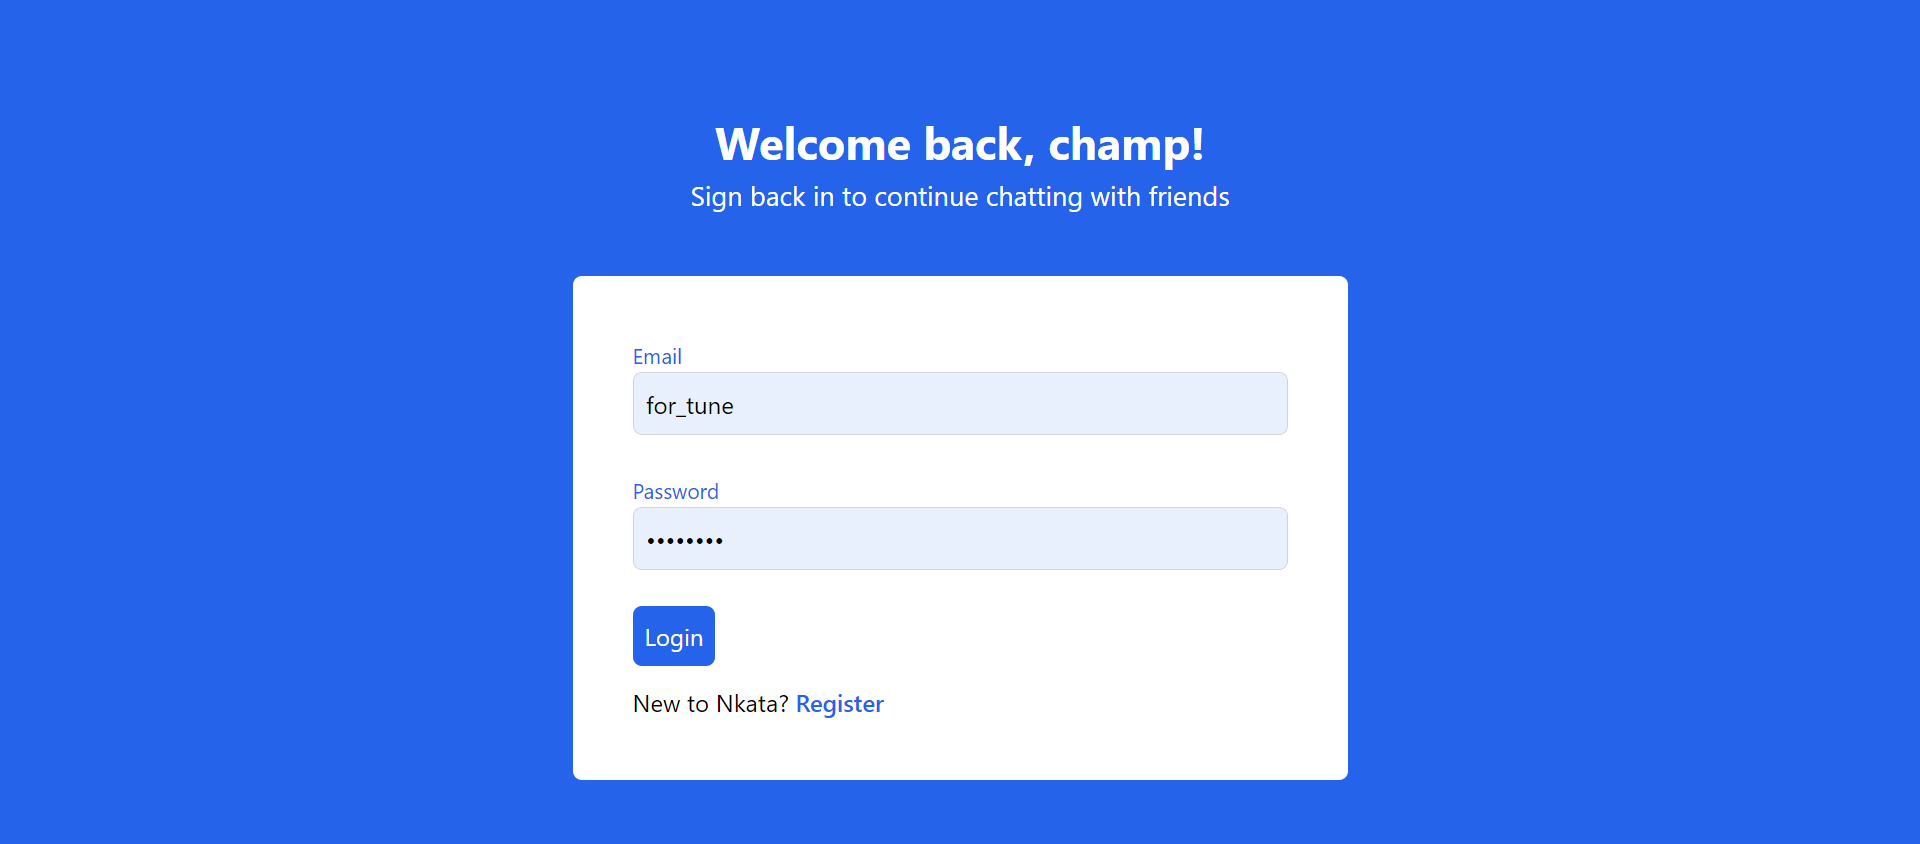 Welcome back, champ!
Sign back in to continue chatting with friends
Email
for_tune
Password
••••••••
Login
New to Nkata? Register